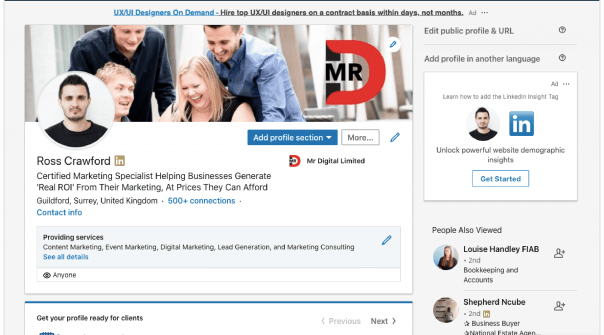 UX/UI Designers On Demand - Hire top UX/UI designers on a contract basis within days, not months. Ad ...
MR
Add profile section
More...
Ross Crawford in
Mr Digital Limited
Certified Marketing Specialist Helping Businesses Generate
'Real ROI' From Their Marketing, At Prices They Can Afford
Guildford, Surrey, United Kingdom · 500+ connections ·
Contact info
Providing services
Content Marketing, Event Marketing, Digital Marketing, Lead Generation, and Marketing Consulting
See all details
Anyone
Get your profile ready for clients
< Previous Next >
Edit public profile & URL
Add profile in another language
Ad ...
Learn how to add the LinkedIn Insight Tag
in
Unlock powerful website demographic
insights
Get Started
People Also Viewed
Louise Handley FIAB
• 2nd
Bookkeeping and
Accounts
Shepherd Ncube
• 2nd in
✰ Business Buyer
✰National Estate Agen...